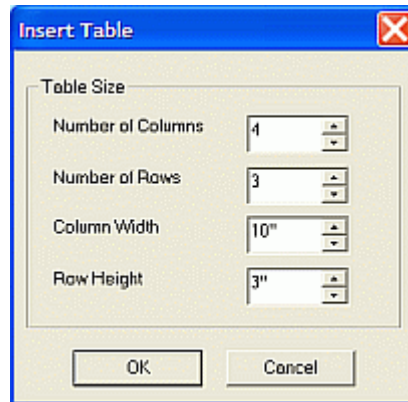 Insert Table
Table Size
Number of Columns 4
Number of Rows 3
Column Width 10"
Row Height 3"
OK Cancel